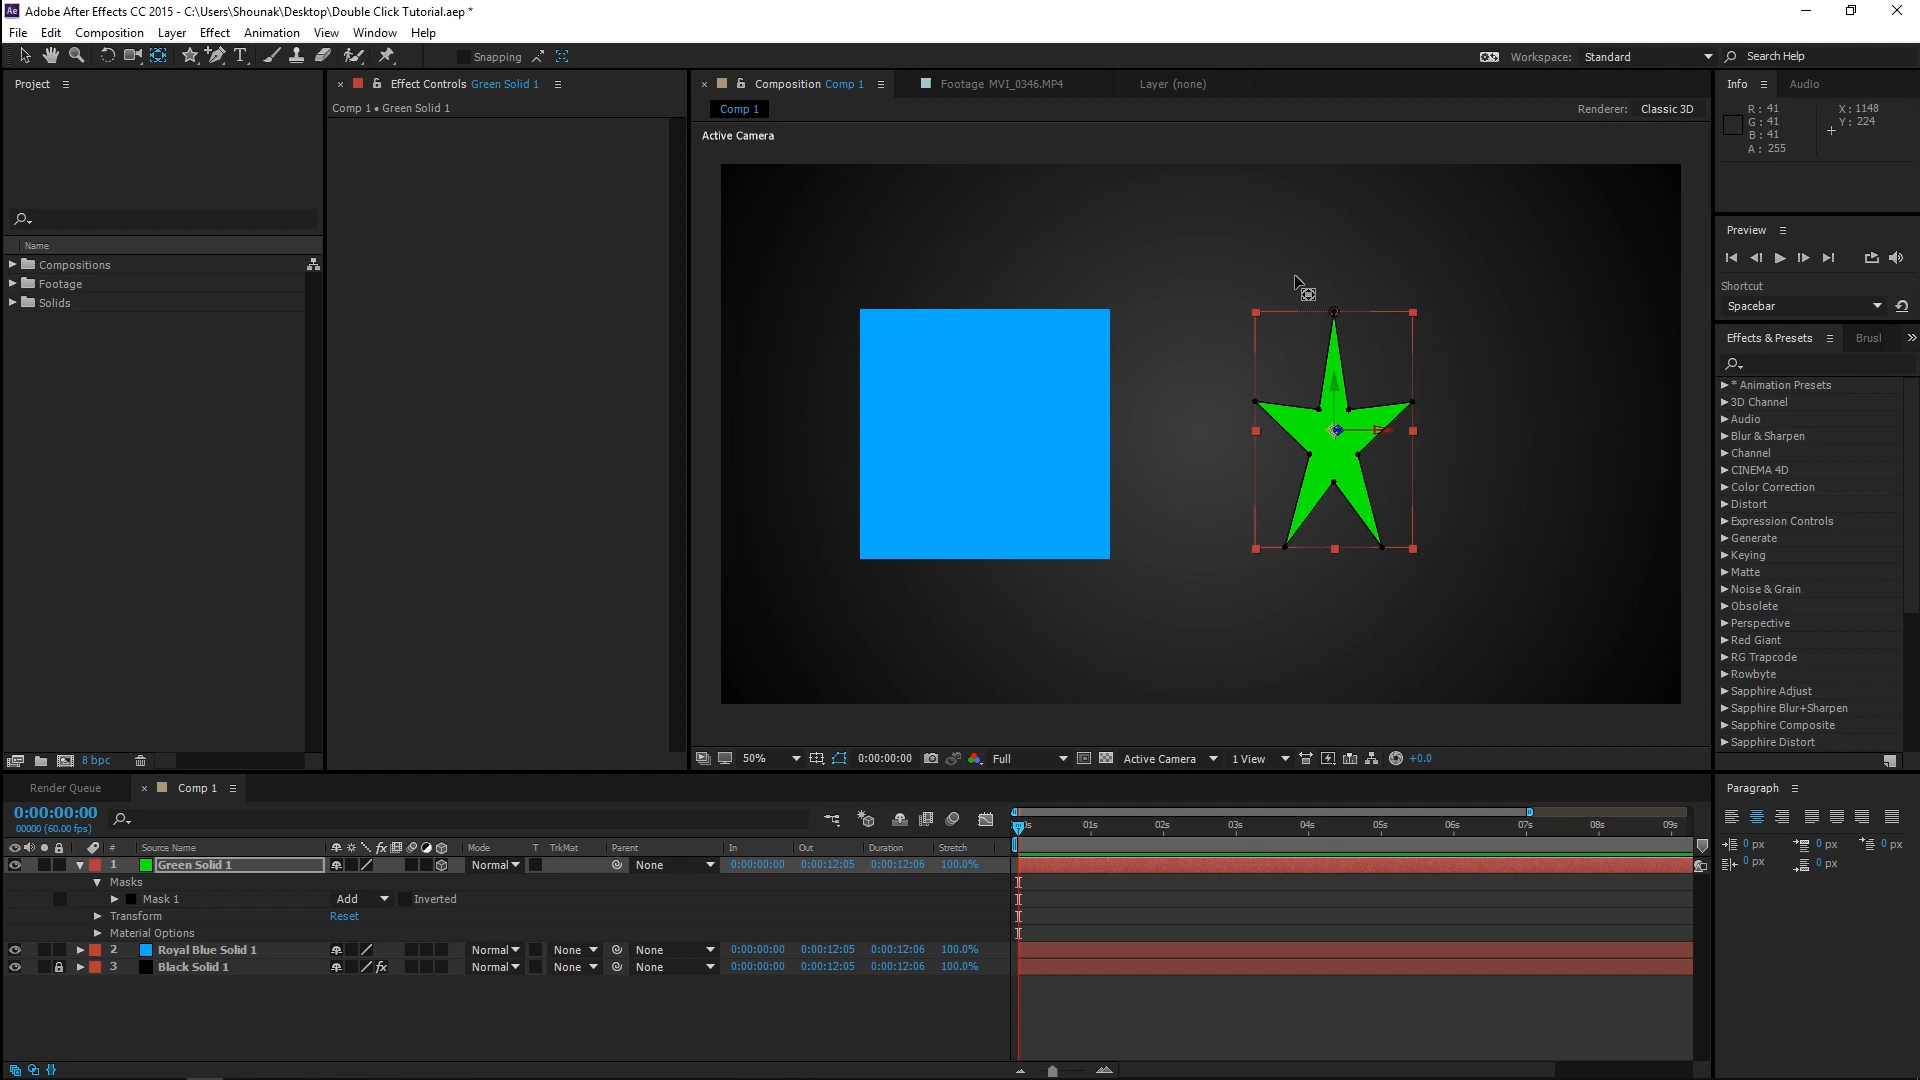 Ae Adobe After Effects CC 2015 - C:\Users\Shounak\Desktop\Double Click Tutorial.aep *
File Edit Composition Layer Effect Animation View Window Help
T Snapping Workspace: Standard Search Help
Project
Name
Compositions
Footage
Solids
8 bpc
Effect Controls Green Solid 1
Comp 1 • Green Solid 1
Composition Comp 1 Footage MVI_0346.MP4 Layer (none)
Comp 1 Renderer: Classic 3D
Active Camera
50% 0:00:00:00 Full Active Camera 1 View +0.0
Info Audio
R: 41 X: 1148
G: 41 Y: 224
B: 41
A: 255
Preview
Shortcut
Spacebar
Effects & Presets Brusl
* Animation Presets
3D Channel
Audio
Blur & Sharpen
Channel
CINEMA 4D
Color Correction
Distort
Expression Controls
Generate
Keying
Matte
Noise & Grain
Obsolete
Perspective
Red Giant
RG Trapcode
Rowbyte
Sapphire Adjust
Sapphire Blur+Sharpen
Sapphire Composite
Sapphire Distort
Render Queue Comp 1
0:00:00:00
00000 (60.00 fps)
01s 02s 03s 04s 05s 06s 07s 08s 09s
# Source Name fx Mode T TrkMat Parent In Out Duration Stretch
1 Green Solid 1 Normal None 0:00:00:00 0:00:12:05 0:00:12:06 100.0%
Masks
Mask 1 Add Inverted
Transform Reset
Material Options
2 Royal Blue Solid 1 Normal None None 0:00:00:00 0:00:12:05 0:00:12:06 100.0%
3 Black Solid 1 fx Normal None None 0:00:00:00 0:00:12:05 0:00:12:06 100.0%
Paragraph
0 px 0 px 0 px
0 px 0 px